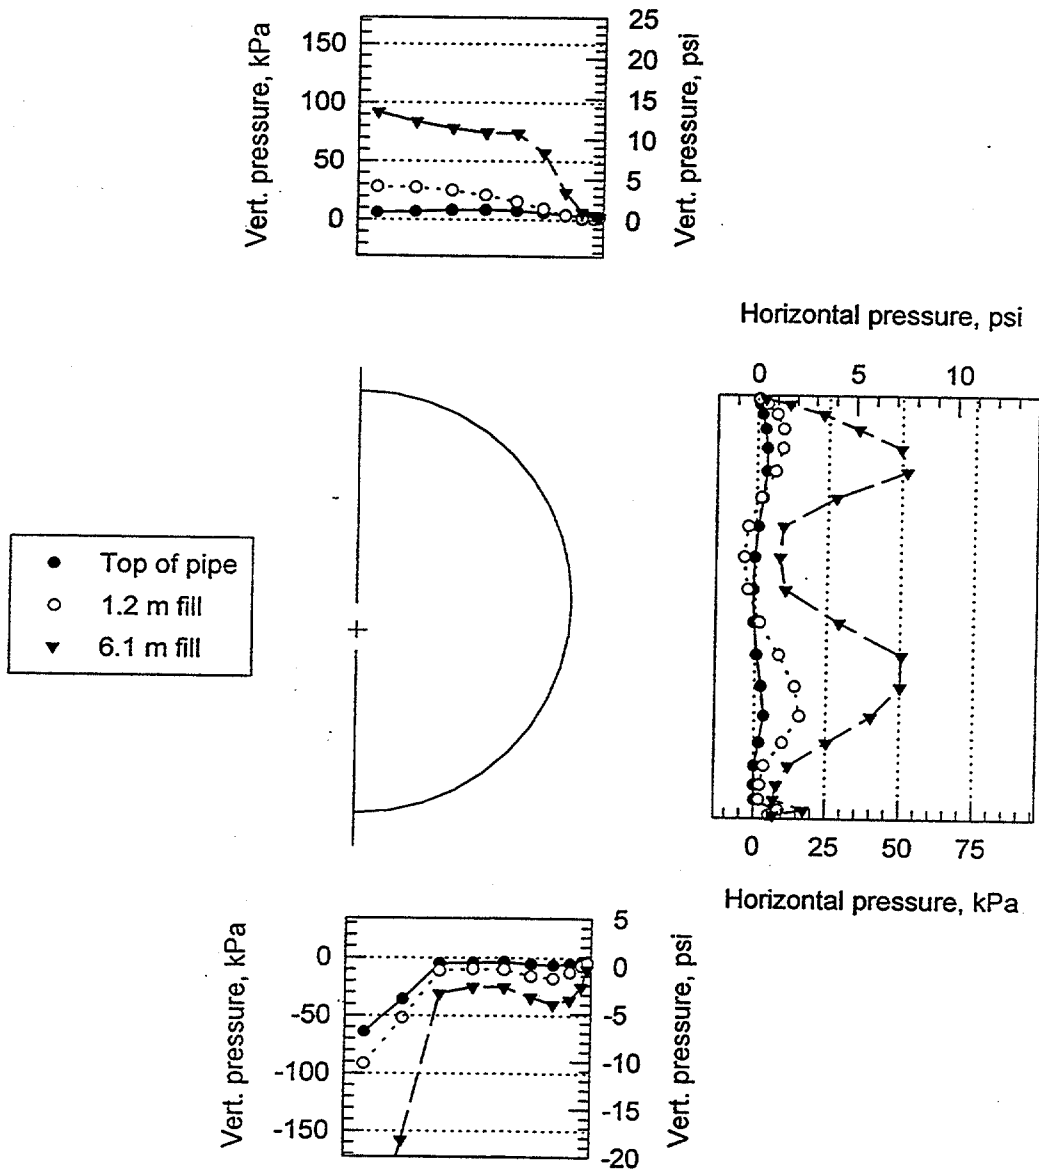 Vert. pressure, kPa
150
100
50
0
25
20
15
10
5
0
Vert. pressure, psi
Horizontal pressure, psi
0 5 10
Top of pipe
1.2 m fill
6.1 m fill
0 25 50 75
Horizontal pressure, kPa
Vert. pressure, kPa
0
-50
-100
-150
5
0
-5
-10
-15
-20
Vert. pressure, psi